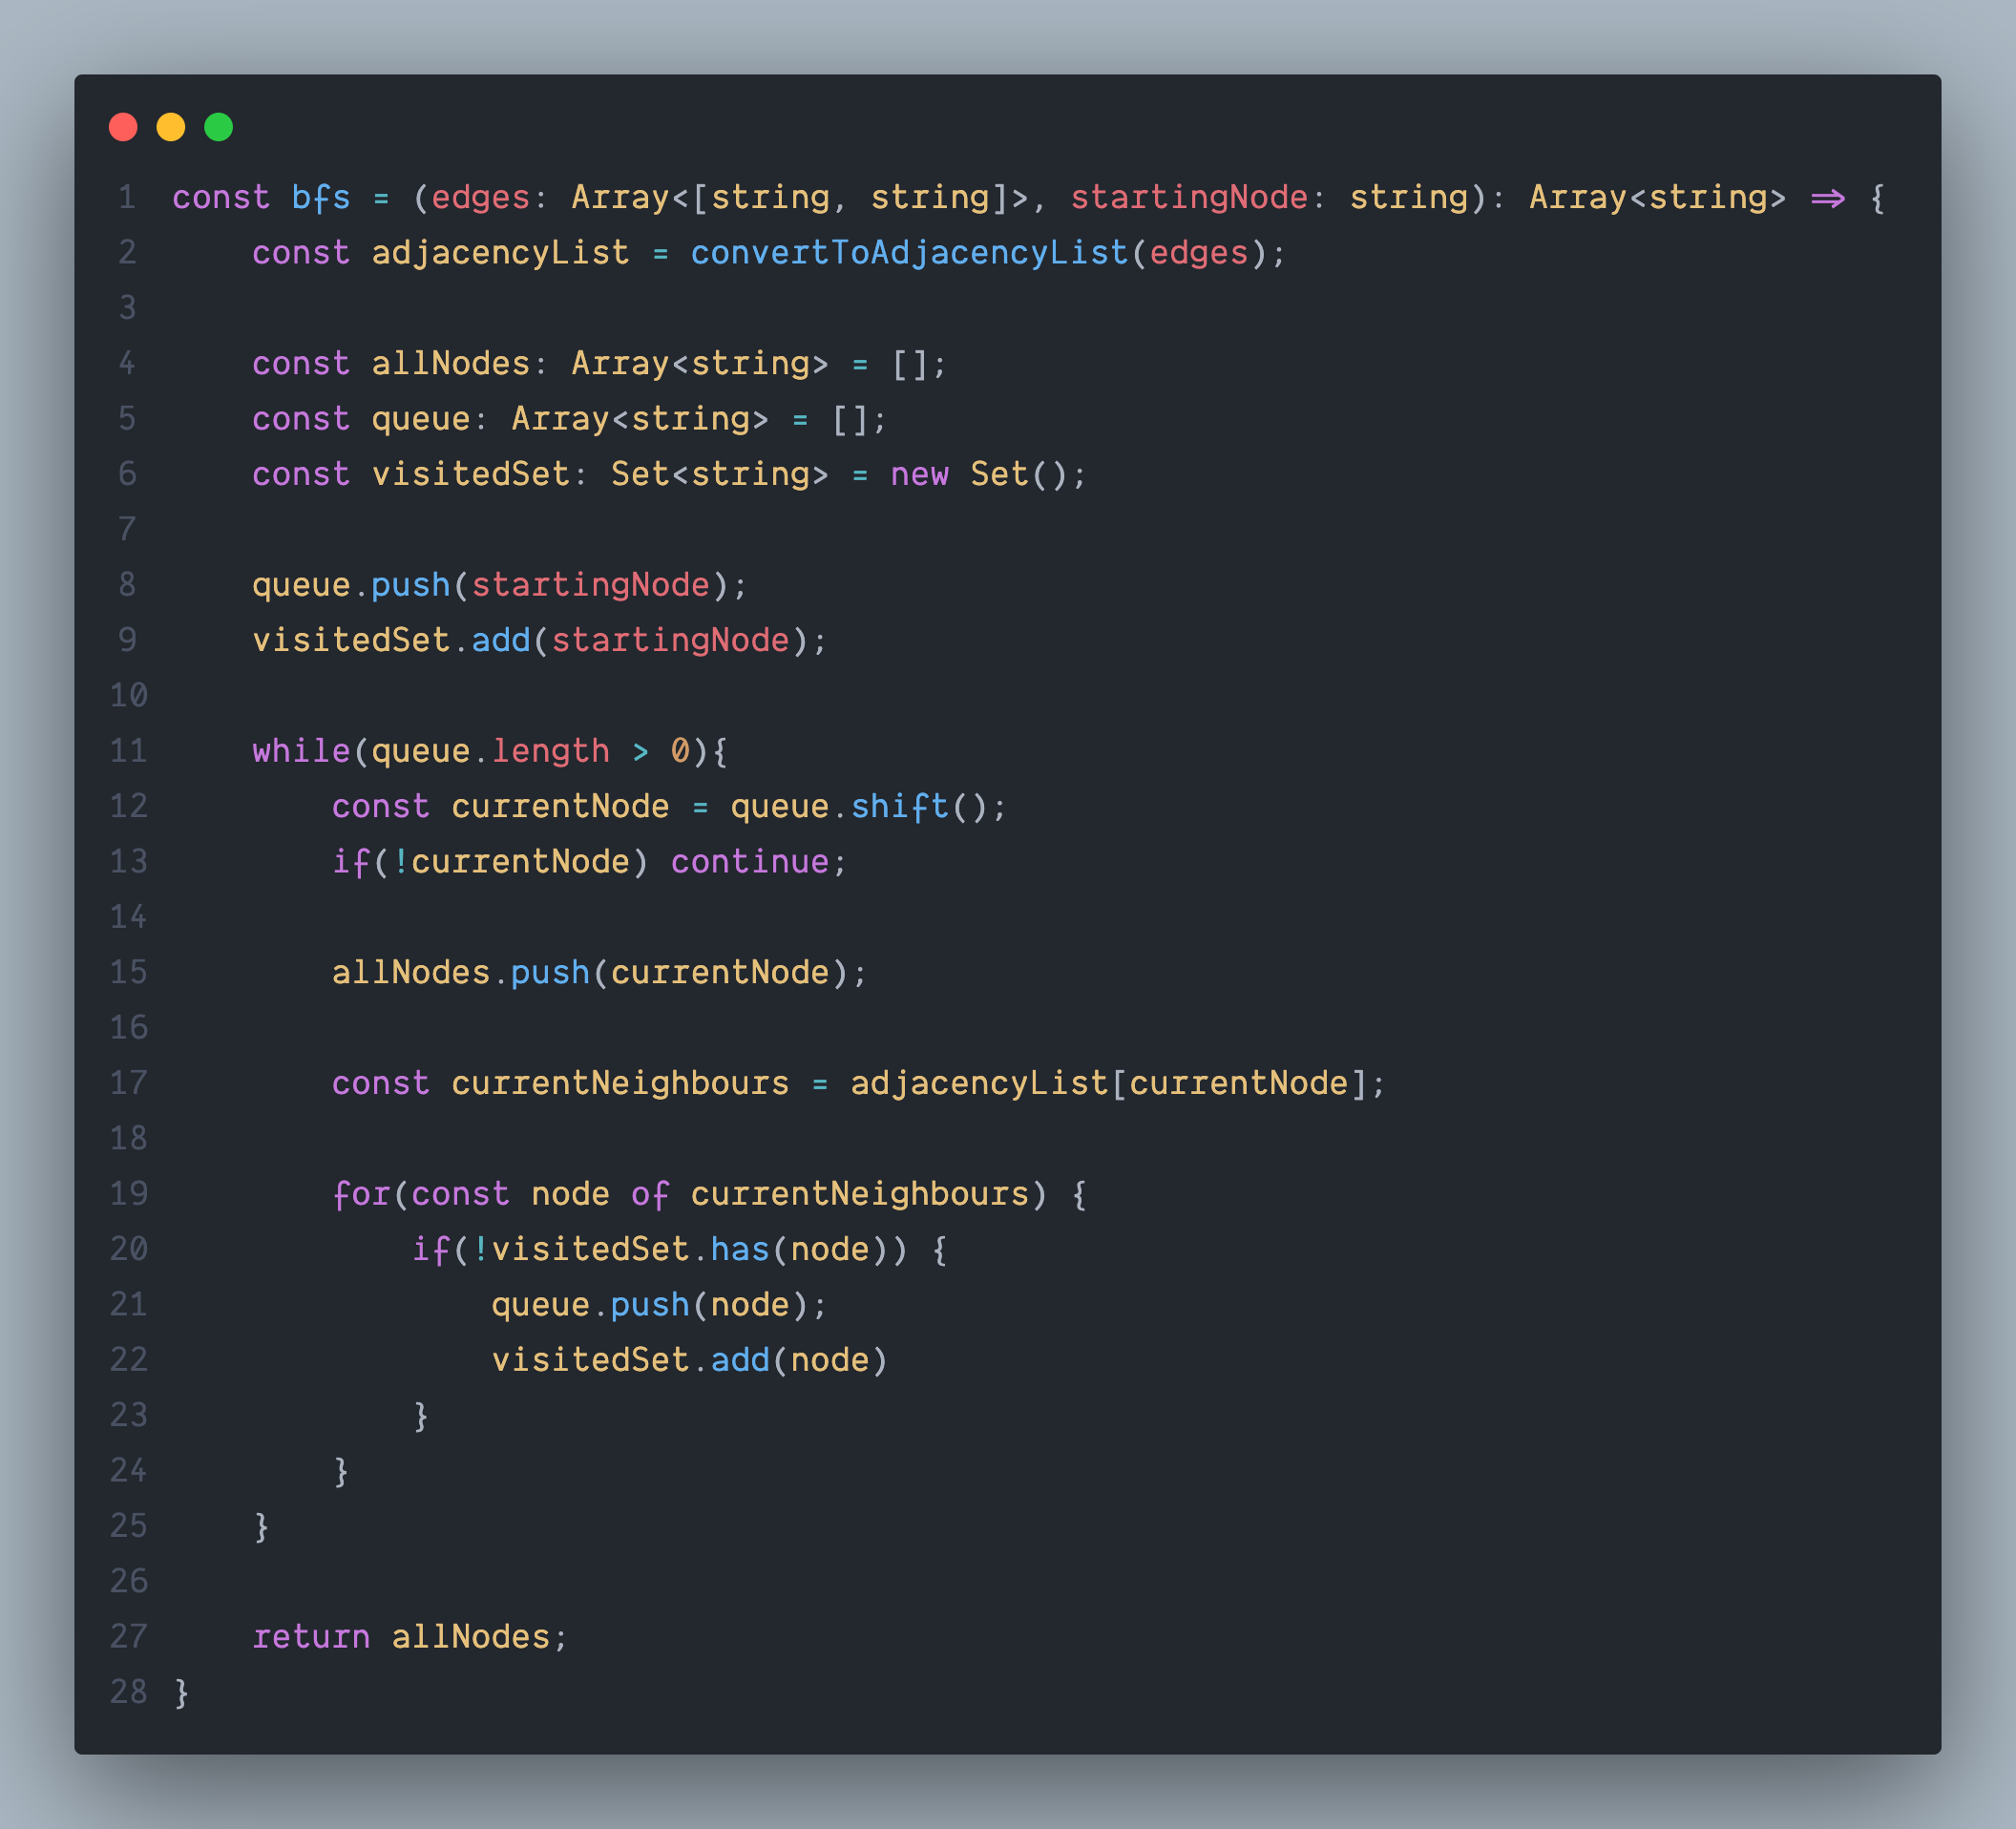 1 const bfs = (edges: Array<[string, string]>, startingNode: string): Array<string> => {
2     const adjacencyList = convertToAdjacencyList(edges);
3
4     const allNodes: Array<string> = [];
5     const queue: Array<string> = [];
6     const visitedSet: Set<string> = new Set();
7
8     queue.push(startingNode);
9     visitedSet.add(startingNode);
10
11     while(queue.length > 0){
12         const currentNode = queue.shift();
13         if(!currentNode) continue;
14
15         allNodes.push(currentNode);
16
17         const currentNeighbours = adjacencyList[currentNode];
18
19         for(const node of currentNeighbours) {
20             if(!visitedSet.has(node)) {
21                 queue.push(node);
22                 visitedSet.add(node)
23             }
24         }
25     }
26
27     return allNodes;
28 }